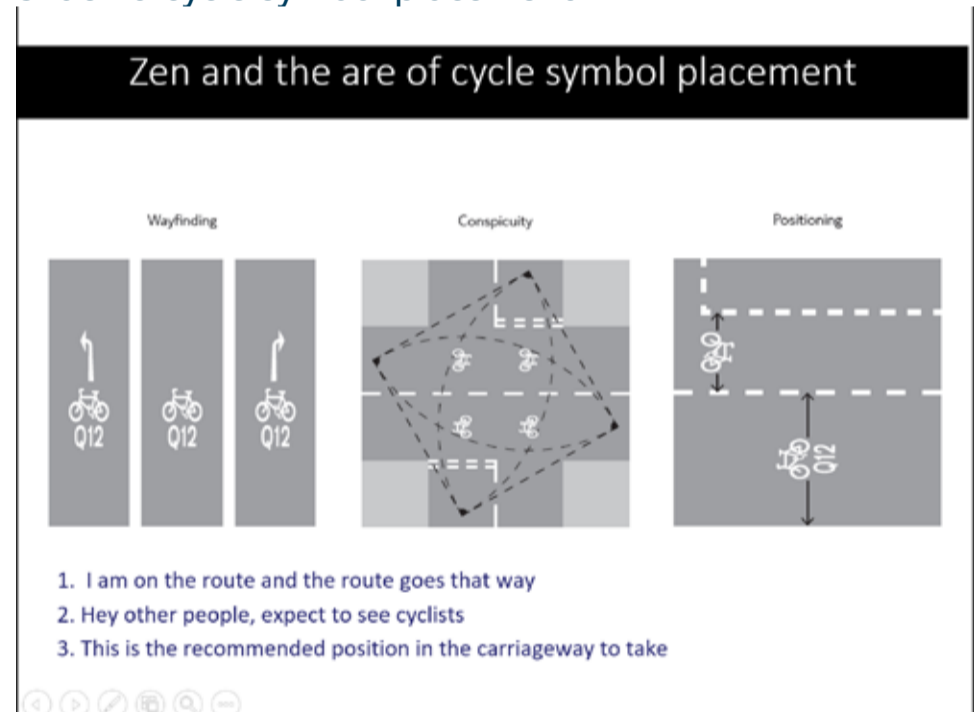 Zen and the are of cycle symbol placement
Wayfinding
Conspicuity
Positioning
Q12
Q12
Q12
Q12
1. I am on the route and the route goes that way
2. Hey other people, expect to see cyclists
3. This is the recommended position in the carriageway to take